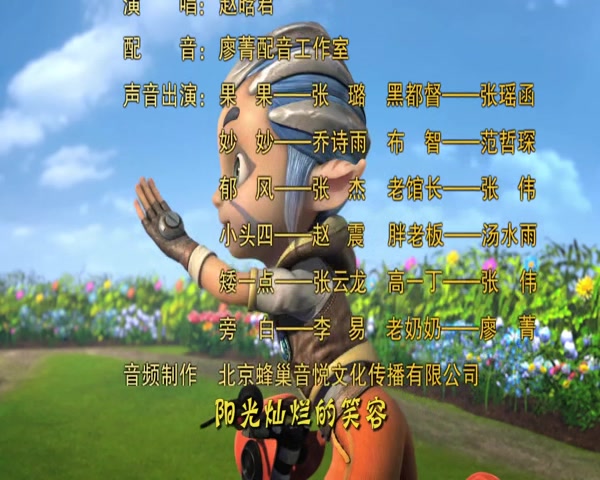 演 唱：赵晗君
配 音：廖菁配音工作室
声音出演：果 果——张 璐 黑都督——张瑶函
妙 妙——乔诗雨 布 智——范哲琛
郁 风——张 杰 老馆长——张 伟
小头四——赵 震 胖老板——汤水雨
矮一点——张云龙 高一丁——张 伟
旁 白——李 易 老奶奶——廖 菁
音频制作 北京蜂巢音悦文化传播有限公司
阳光灿烂的笑容